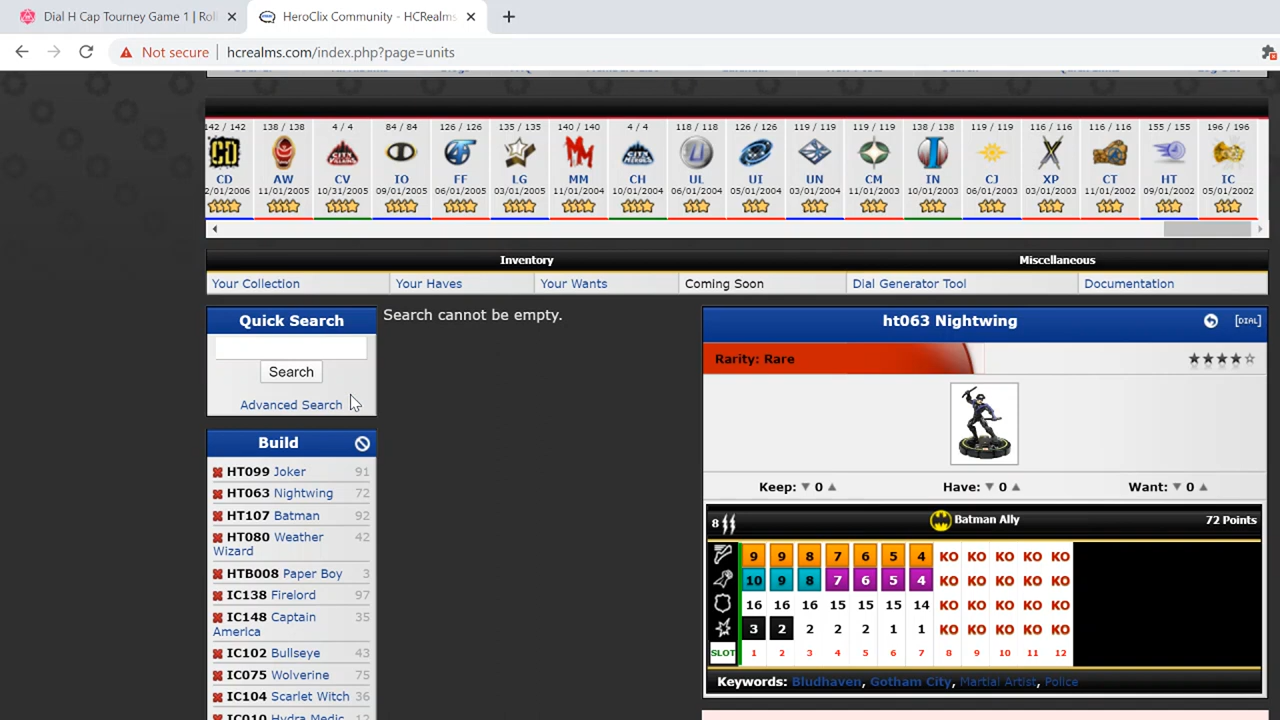 Dial H Cap Tourney Game 1 | Roll
HeroClix Community - HCRealms
Not secure hcrealms.com/index.php?page=units
142 / 142 138 / 138 4 / 4 84 / 84 126 / 126 135 / 135 140 / 140 4 / 4 118 / 118 126 / 126 119 / 119 119 / 119 138 / 138 119 / 119 116 / 116 116 / 116 155 / 155 196 / 196
CD AW CV IO FF LG MM CH UL UI UN CM IN CJ XP CT HT IC
2/01/2006 11/01/2005 10/31/2005 09/01/2005 06/01/2005 03/01/2005 11/01/2004 10/01/2004 06/01/2004 05/01/2004 03/01/2004 11/01/2003 09/01/2003 06/01/2003 03/01/2003 11/01/2002 09/01/2002 05/01/2002
Inventory Miscellaneous
Your Collection Your Haves Your Wants Coming Soon Dial Generator Tool Documentation
Quick Search
Search
Advanced Search
Search cannot be empty.
Build
HT099 Joker 91
HT063 Nightwing 72
HT107 Batman 92
HT080 Weather Wizard 42
HTB008 Paper Boy 3
IC138 Firelord 97
IC148 Captain America 35
IC102 Bullseye 43
IC075 Wolverine 75
IC104 Scarlet Witch 36
IC010 Hydra Medic 12
ht063 Nightwing [DIAL]
Rarity: Rare
Keep: 0 Have: 0 Want: 0
8 Batman Ally 72 Points
9 9 8 7 6 5 4 KO KO KO KO KO
10 9 8 7 6 5 4 KO KO KO KO KO
16 16 16 15 15 15 14 KO KO KO KO KO
3 2 2 2 2 1 1 KO KO KO KO KO
SLOT 1 2 3 4 5 6 7 8 9 10 11 12
Keywords: Bludhaven, Gotham City, Martial Artist, Police